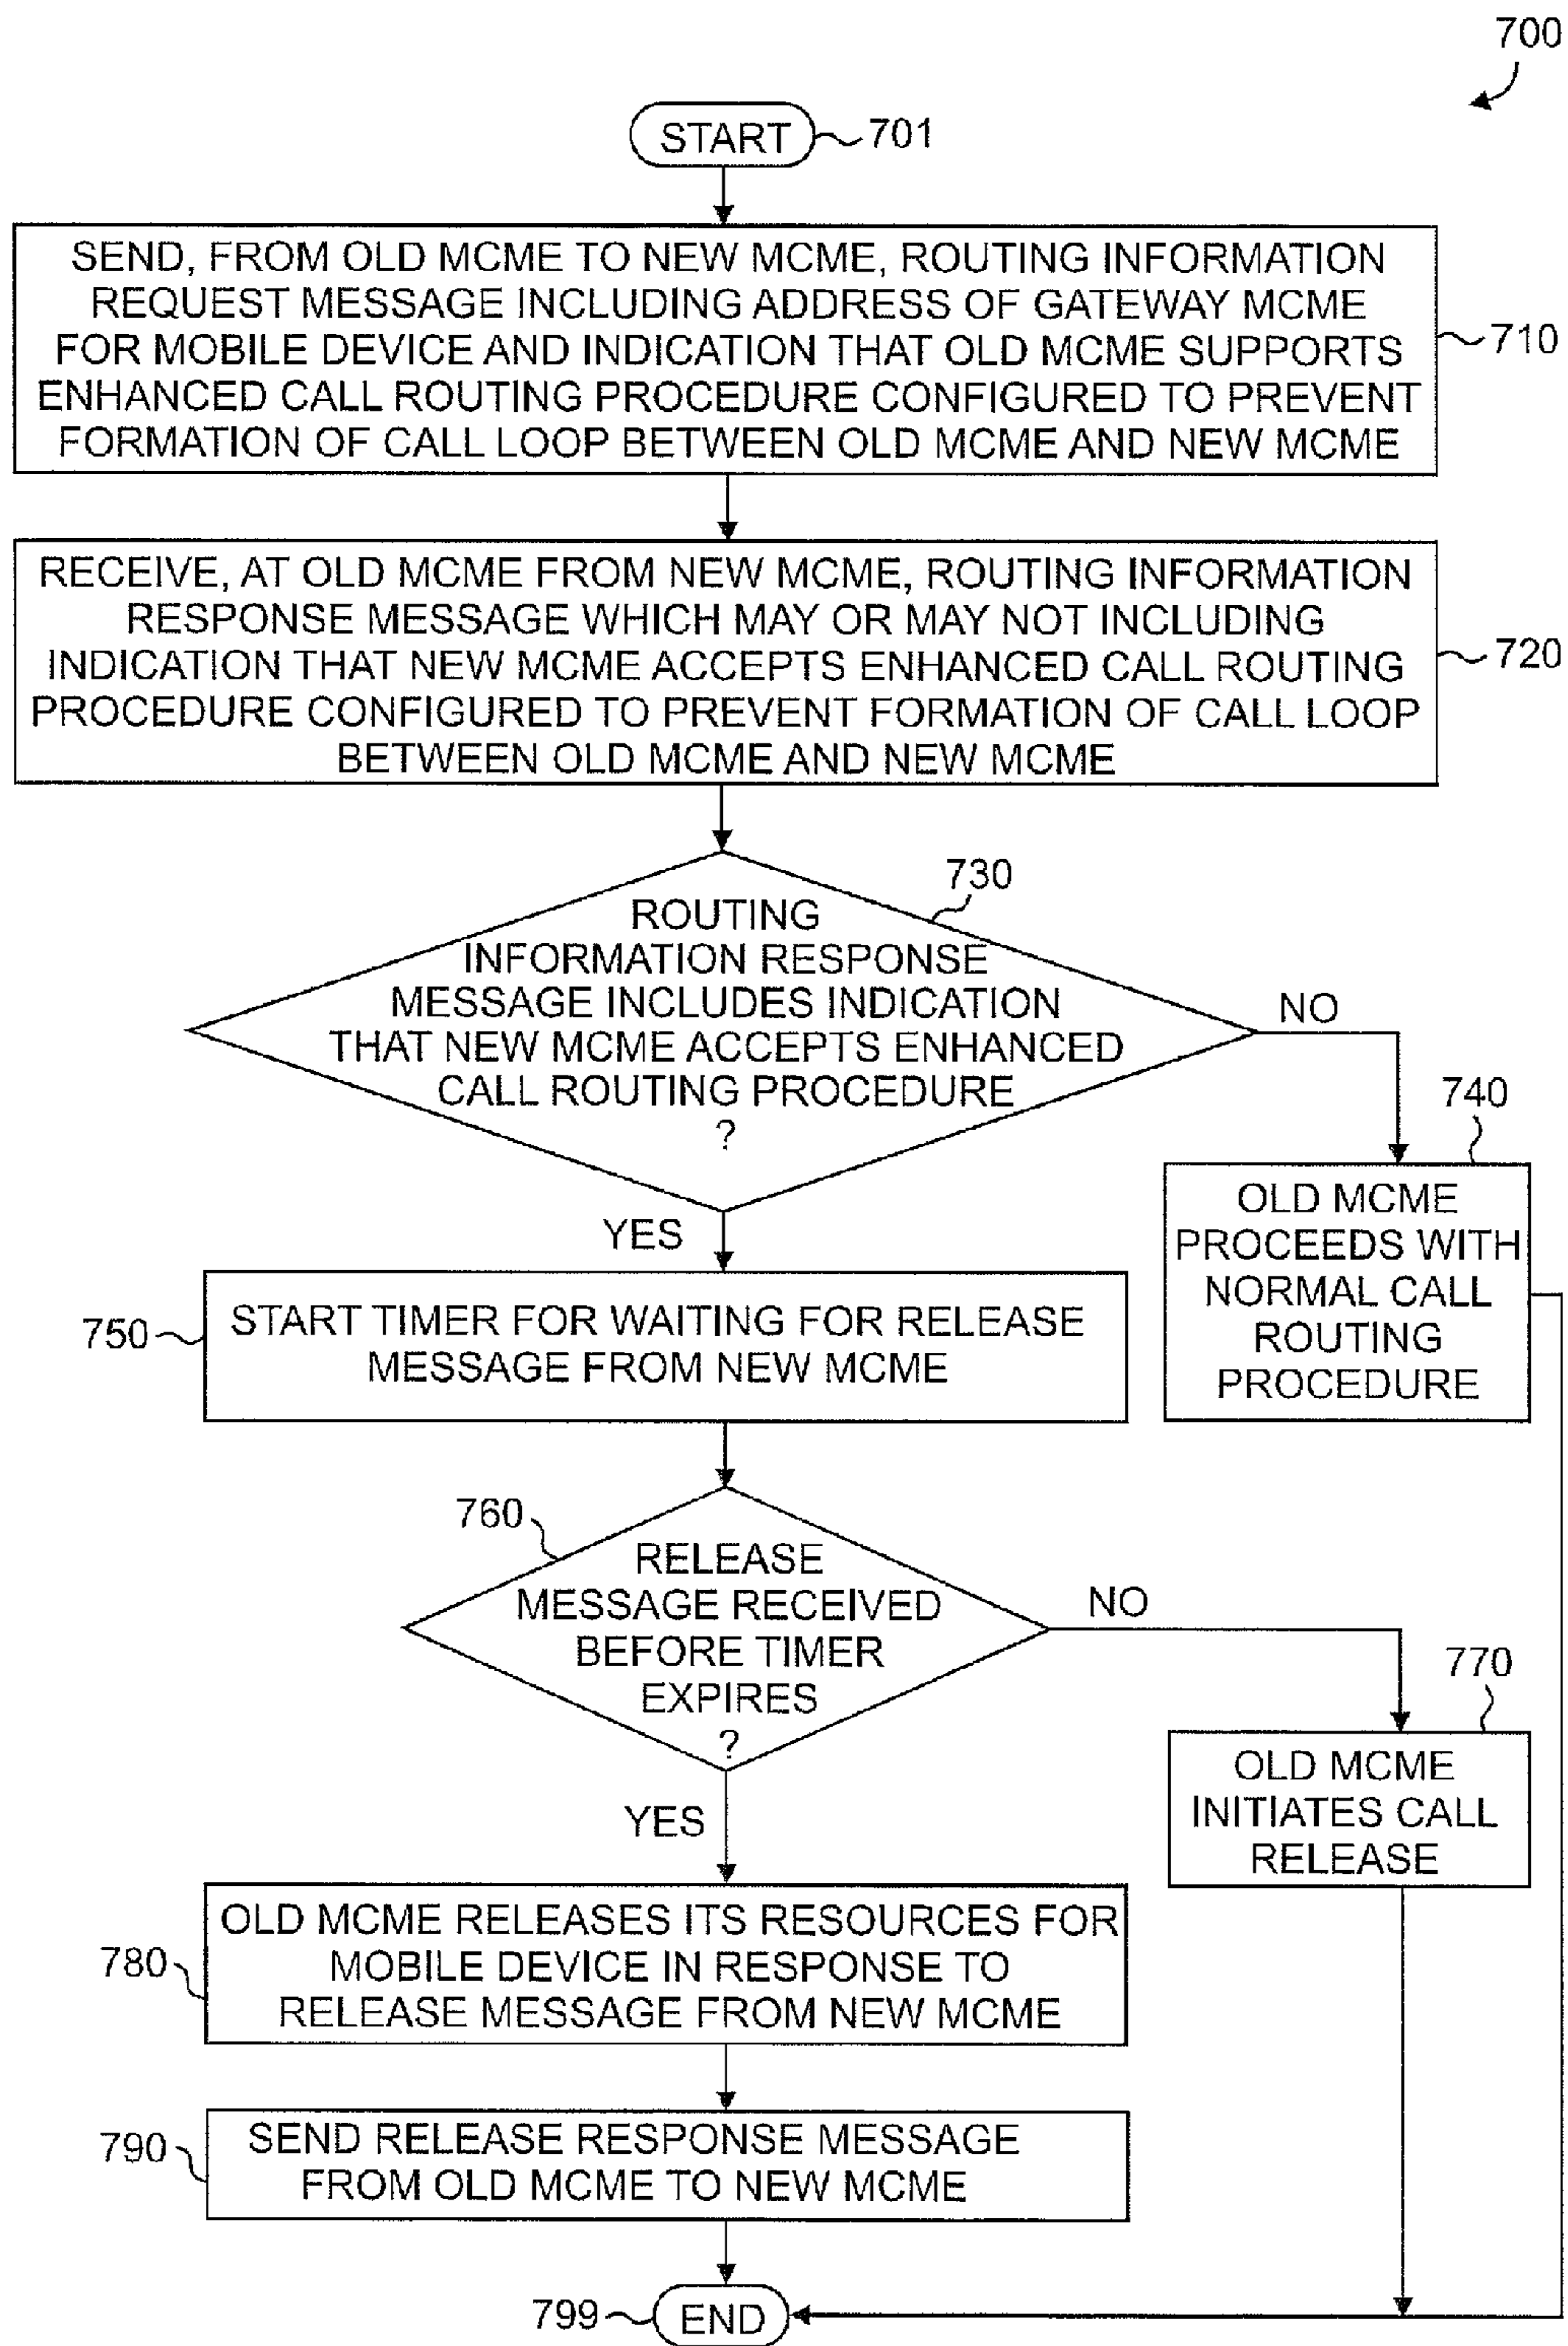 700
START
701
SEND, FROM OLD MCME TO NEW MCME, ROUTING INFORMATION
REQUEST MESSAGE INCLUDING ADDRESS OF GATEWAY MCME
FOR MOBILE DEVICE AND INDICATION THAT OLD MCME SUPPORTS
ENHANCED CALL ROUTING PROCEDURE CONFIGURED TO PREVENT
FORMATION OF CALL LOOP BETWEEN OLD MCME AND NEW MCME
710
RECEIVE, AT OLD MCME FROM NEW MCME, ROUTING INFORMATION
RESPONSE MESSAGE WHICH MAY OR MAY NOT INCLUDING
INDICATION THAT NEW MCME ACCEPTS ENHANCED CALL ROUTING
PROCEDURE CONFIGURED TO PREVENT FORMATION OF CALL LOOP
BETWEEN OLD MCME AND NEW MCME
720
730
ROUTING
INFORMATION RESPONSE
MESSAGE INCLUDES INDICATION
THAT NEW MCME ACCEPTS ENHANCED
CALL ROUTING PROCEDURE
?
NO
YES
740
OLD MCME
PROCEEDS WITH
NORMAL CALL
ROUTING
PROCEDURE
750
START TIMER FOR WAITING FOR RELEASE
MESSAGE FROM NEW MCME
760
RELEASE
MESSAGE RECEIVED
BEFORE TIMER
EXPIRES
?
NO
YES
770
OLD MCME
INITIATES CALL
RELEASE
780
OLD MCME RELEASES ITS RESOURCES FOR
MOBILE DEVICE IN RESPONSE TO
RELEASE MESSAGE FROM NEW MCME
790
SEND RELEASE RESPONSE MESSAGE
FROM OLD MCME TO NEW MCME
799
END